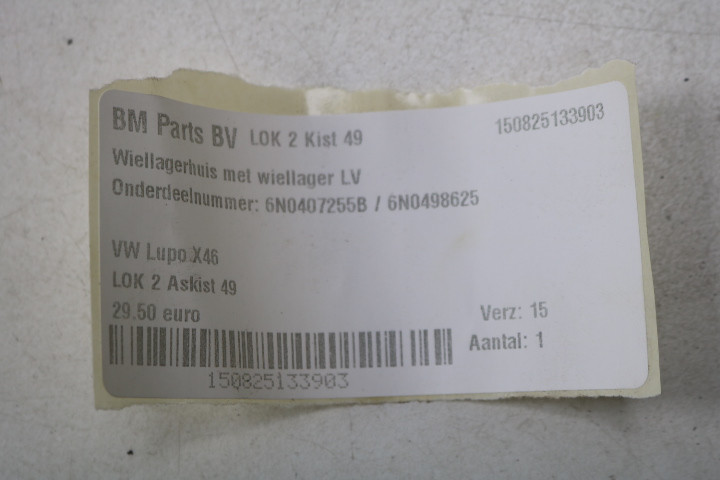 BM Parts BV LOK 2 Kist 49 150825133903
Wiellagerhuis met wiellager LV
Onderdeelnummer: 6N0407255B / 6N0498625
VW Lupo X46
LOK 2 Askist 49
29.50 euro Verz: 15
Aantal: 1
150825133903